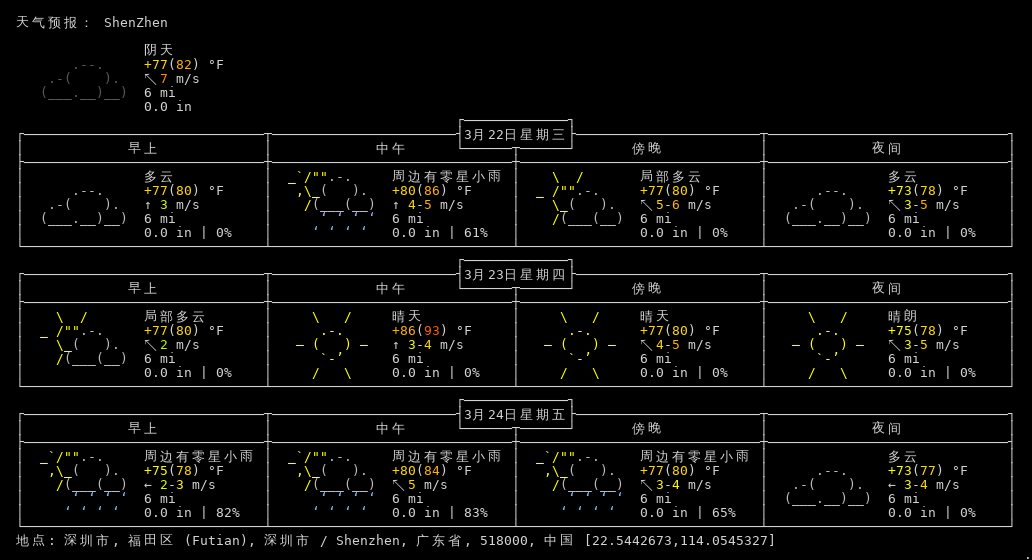 天气预报： ShenZhen
阴天
+77(82) °F
↖ 7 m/s
6 mi
0.0 in
3月22日星期三
早上 中午 傍晚 夜间
多云 周边有零星小雨 局部多云 多云
+77(80) °F +80(86) °F +77(80) °F +73(78) °F
↑ 3 m/s ↑ 4-5 m/s ↖ 5-6 m/s ↖ 3-5 m/s
6 mi 6 mi 6 mi 6 mi
0.0 in | 0% 0.0 in | 61% 0.0 in | 0% 0.0 in | 0%
3月23日星期四
早上 中午 傍晚 夜间
局部多云 晴天 晴天 晴朗
+77(80) °F +86(93) °F +77(80) °F +75(78) °F
↖ 2 m/s ↑ 3-4 m/s ↖ 4-5 m/s ↖ 3-5 m/s
6 mi 6 mi 6 mi 6 mi
0.0 in | 0% 0.0 in | 0% 0.0 in | 0% 0.0 in | 0%
3月24日星期五
早上 中午 傍晚 夜间
周边有零星小雨 周边有零星小雨 周边有零星小雨 多云
+75(78) °F +80(84) °F +77(80) °F +73(77) °F
← 2-3 m/s ↖ 5 m/s ↖ 3-4 m/s ← 3-4 m/s
6 mi 6 mi 6 mi 6 mi
0.0 in | 82% 0.0 in | 83% 0.0 in | 65% 0.0 in | 0%
地点: 深圳市, 福田区 (Futian), 深圳市 / Shenzhen, 广东省, 518000, 中国 [22.5442673,114.0545327]